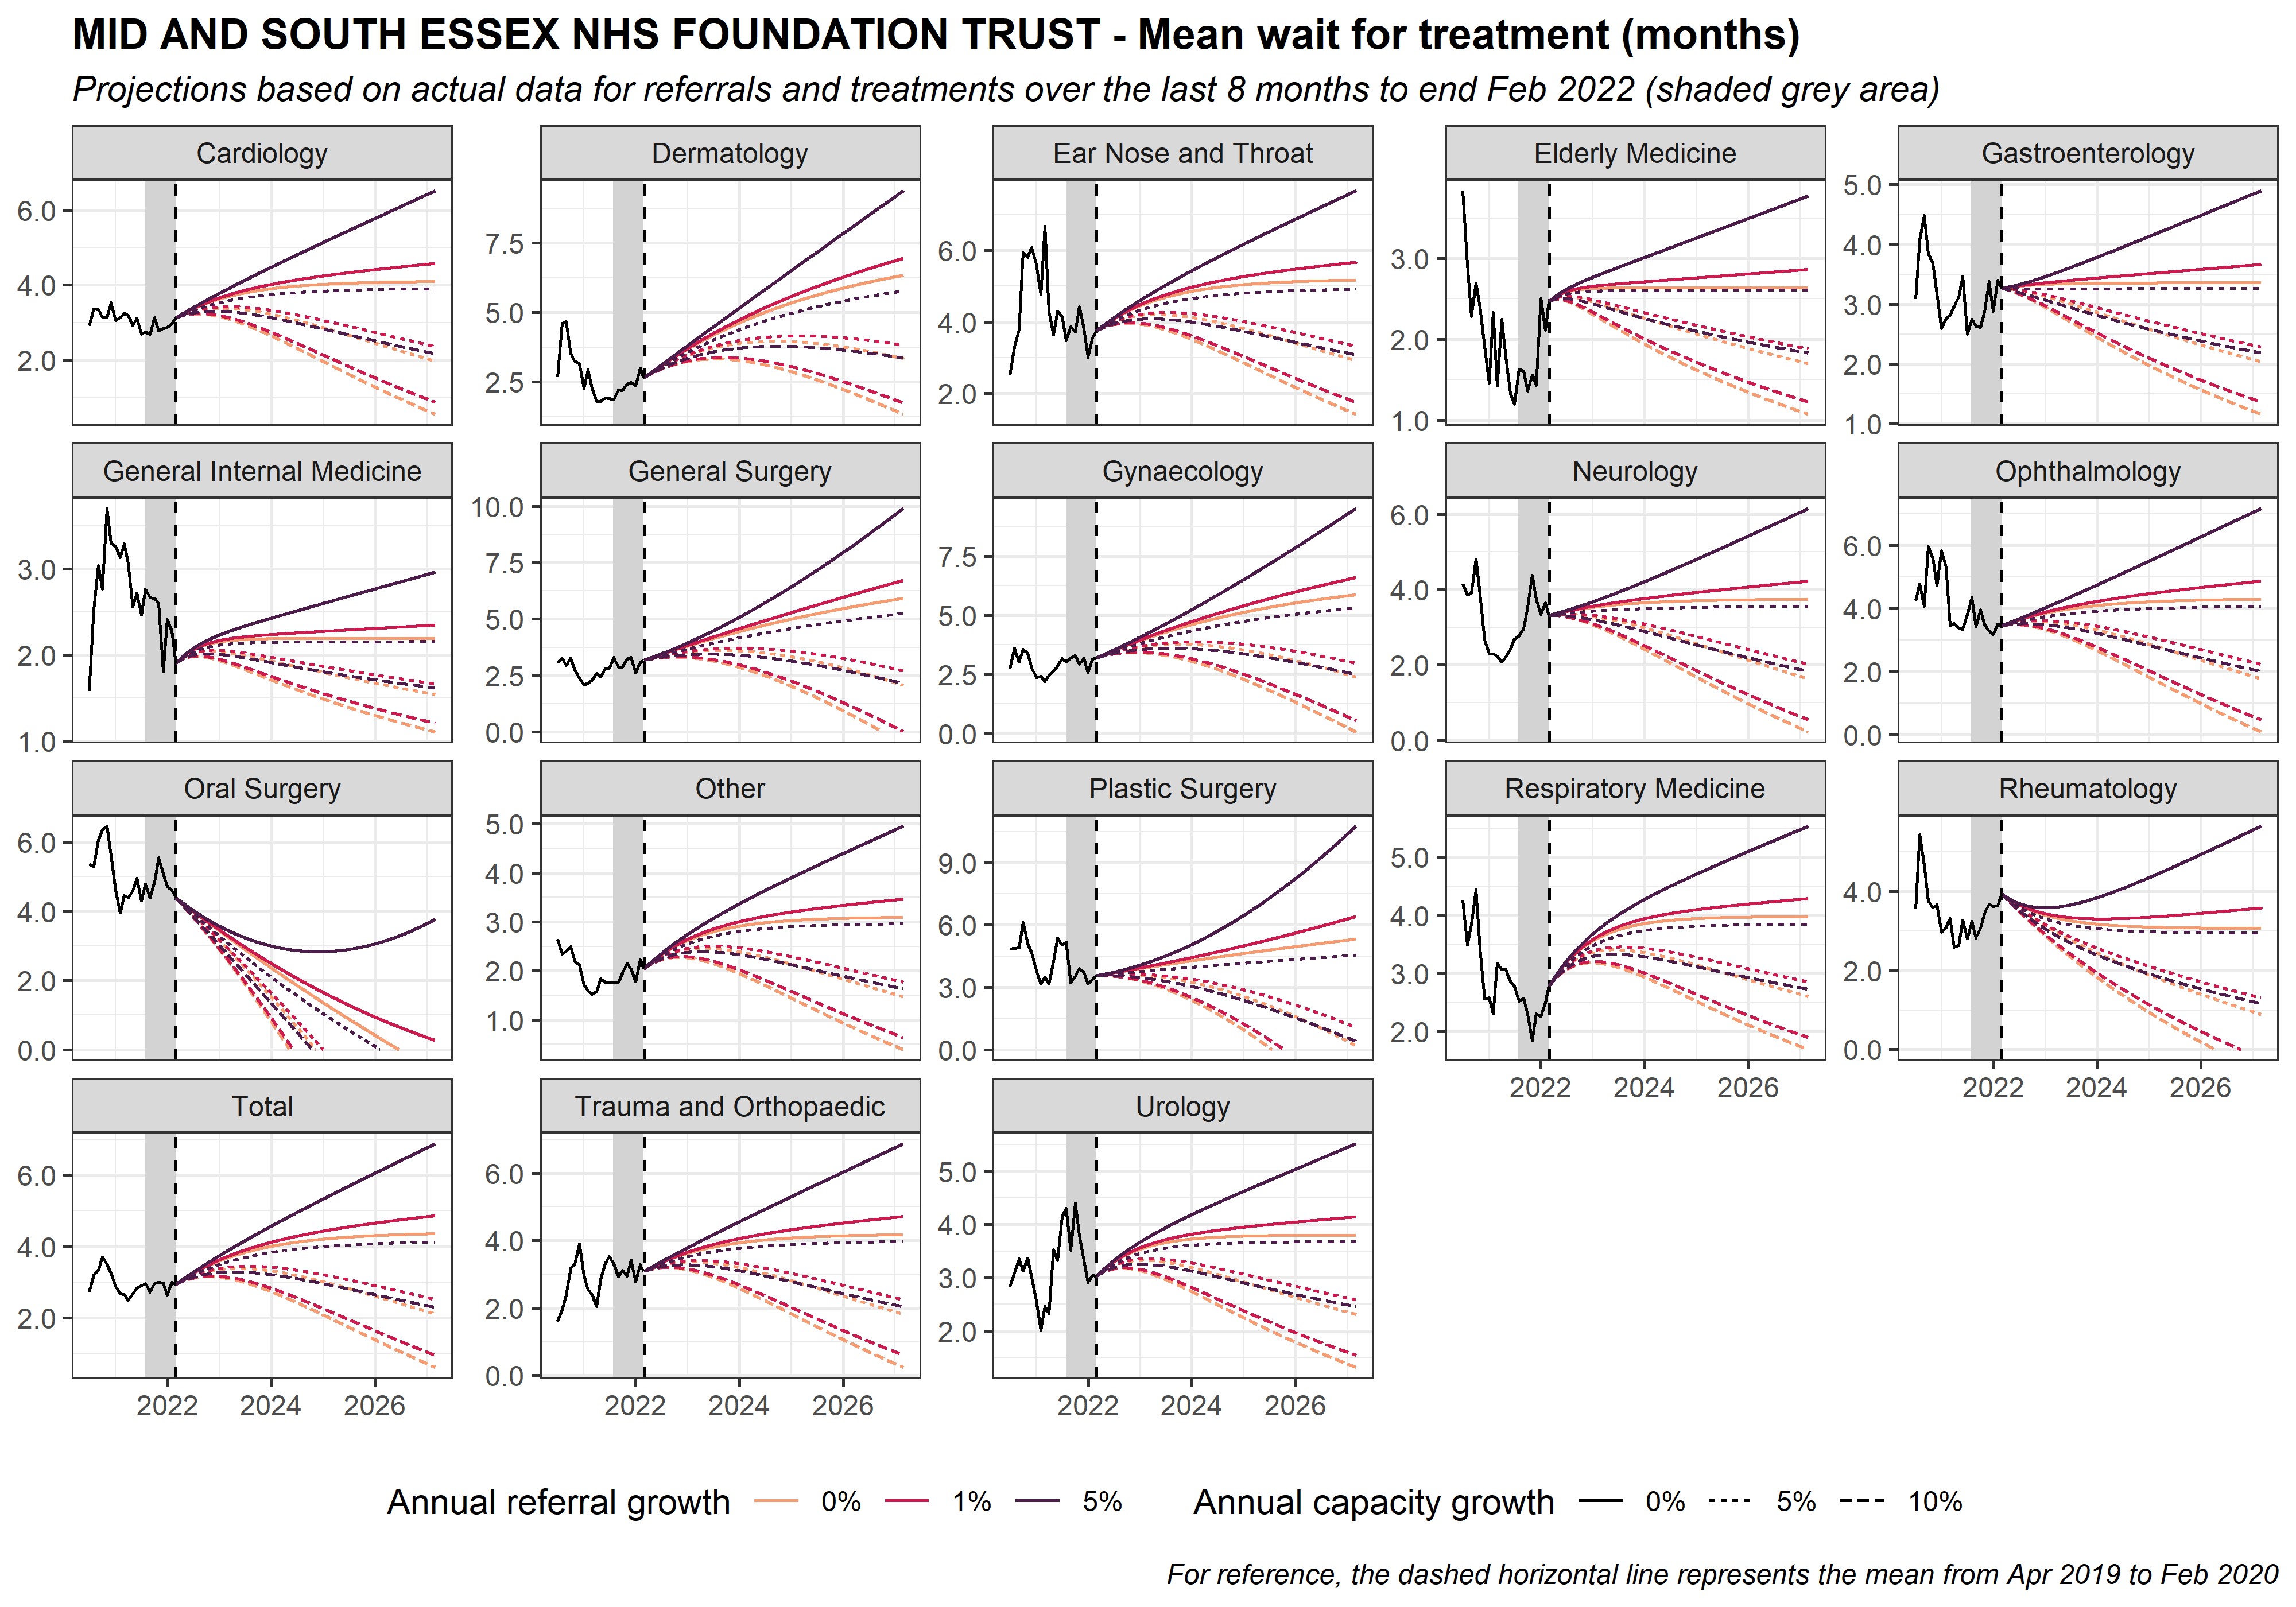 MID AND SOUTH ESSEX NHS FOUNDATION TRUST - Mean wait for treatment (months)
Projections based on actual data for referrals and treatments over the last 8 months to end Feb 2022 (shaded grey area)
Cardiology
6.0
4.0
2.0
Dermatology
7.5
5.0
2.5
Ear Nose and Throat
6.0
4.0
2.0
Elderly Medicine
3.0
2.0
1.0
Gastroenterology
5.0
4.0
3.0
2.0
1.0
General Internal Medicine
3.0
2.0
1.0
General Surgery
10.0
7.5
5.0
2.5
0.0
Gynaecology
7.5
5.0
2.5
0.0
Neurology
6.0
4.0
2.0
0.0
Ophthalmology
6.0
4.0
2.0
0.0
Oral Surgery
6.0
4.0
2.0
0.0
Other
5.0
4.0
3.0
2.0
1.0
Plastic Surgery
9.0
6.0
3.0
0.0
Respiratory Medicine
5.0
4.0
3.0
2.0
2022 2024 2026
Rheumatology
4.0
2.0
0.0
2022 2024 2026
Total
6.0
4.0
2.0
2022 2024 2026
Trauma and Orthopaedic
6.0
4.0
2.0
0.0
2022 2024 2026
Urology
5.0
4.0
3.0
2.0
2022 2024 2026
Annual referral growth 0% 1% 5% Annual capacity growth 0% 5% 10%
For reference, the dashed horizontal line represents the mean from Apr 2019 to Feb 2020